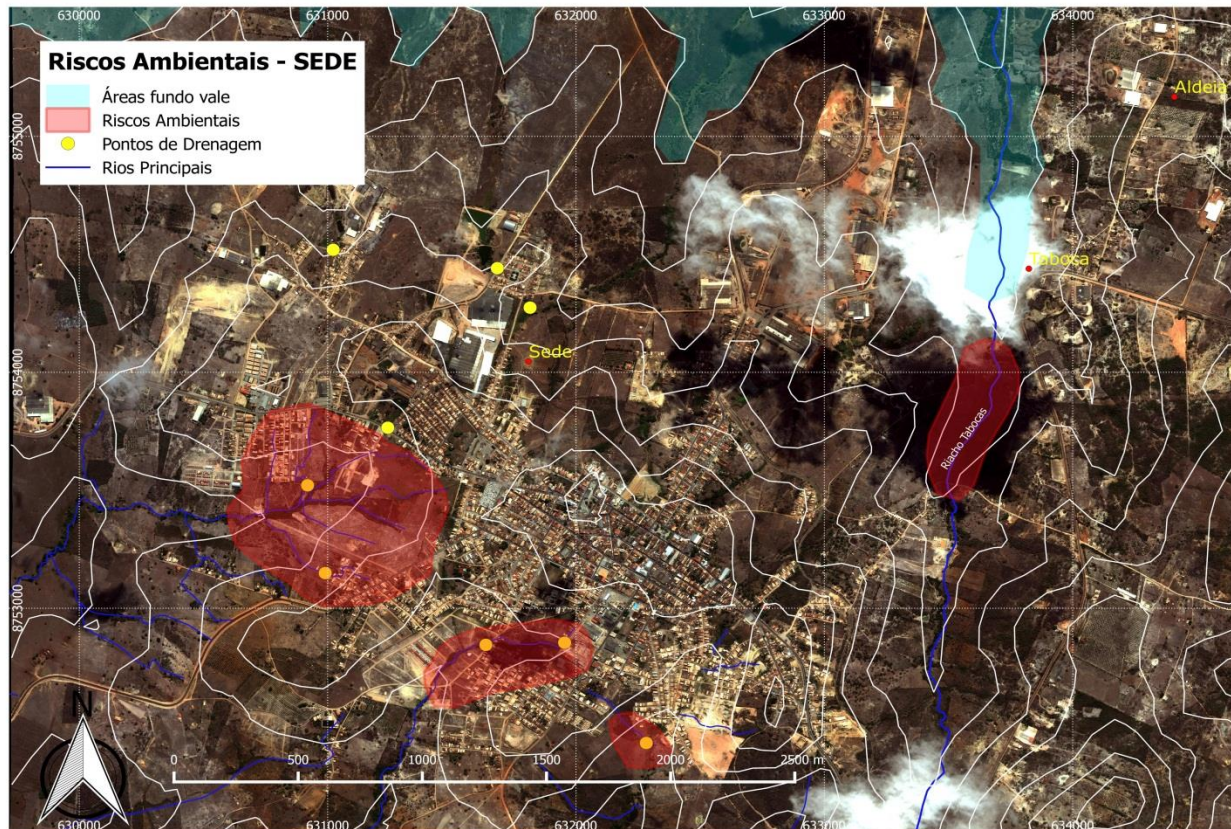 630000 631000 632000 633000 634000
Riscos Ambientais - SEDE
Áreas fundo vale
Riscos Ambientais
Pontos de Drenagem
Rios Principais
Aldeia
8755000
Taboca
Sede
8754000
Riacho Tabocas
8753000
N
0 500 1000 1500 2000 2500 m
630000 631000 632000 633000 634000